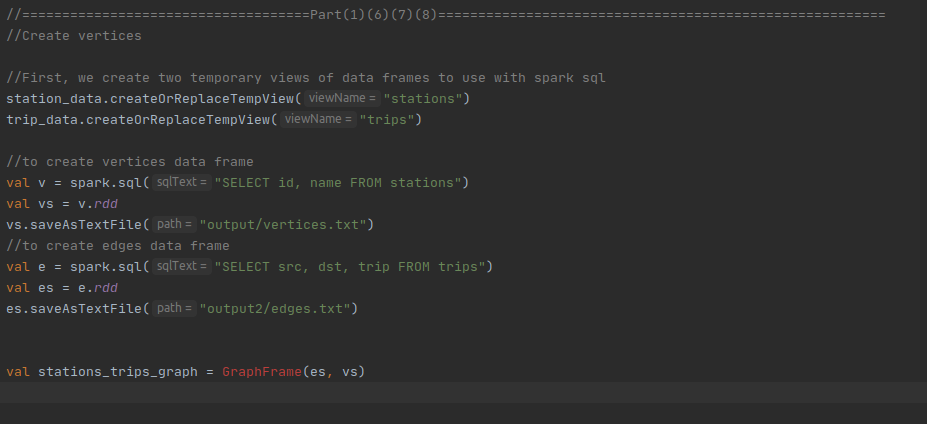 //====================================Part(1)(6)(7)(8)========================================================
//Create vertices
//First, we create two temporary views of data frames to use with spark sql
station_data.createOrReplaceTempView( viewName = "stations")
trip_data.createOrReplaceTempView( viewName = "trips")
//to create vertices data frame
val v = spark.sql( sqlText = "SELECT id, name FROM stations")
val vs = v.rdd
vs.saveAsTextFile( path = "output/vertices.txt")
//to create edges data frame
val e = spark.sql( sqlText = "SELECT src, dst, trip FROM trips")
val es = e.rdd
es.saveAsTextFile( path = "output2/edges.txt")
val stations_trips_graph = GraphFrame(es, vs)